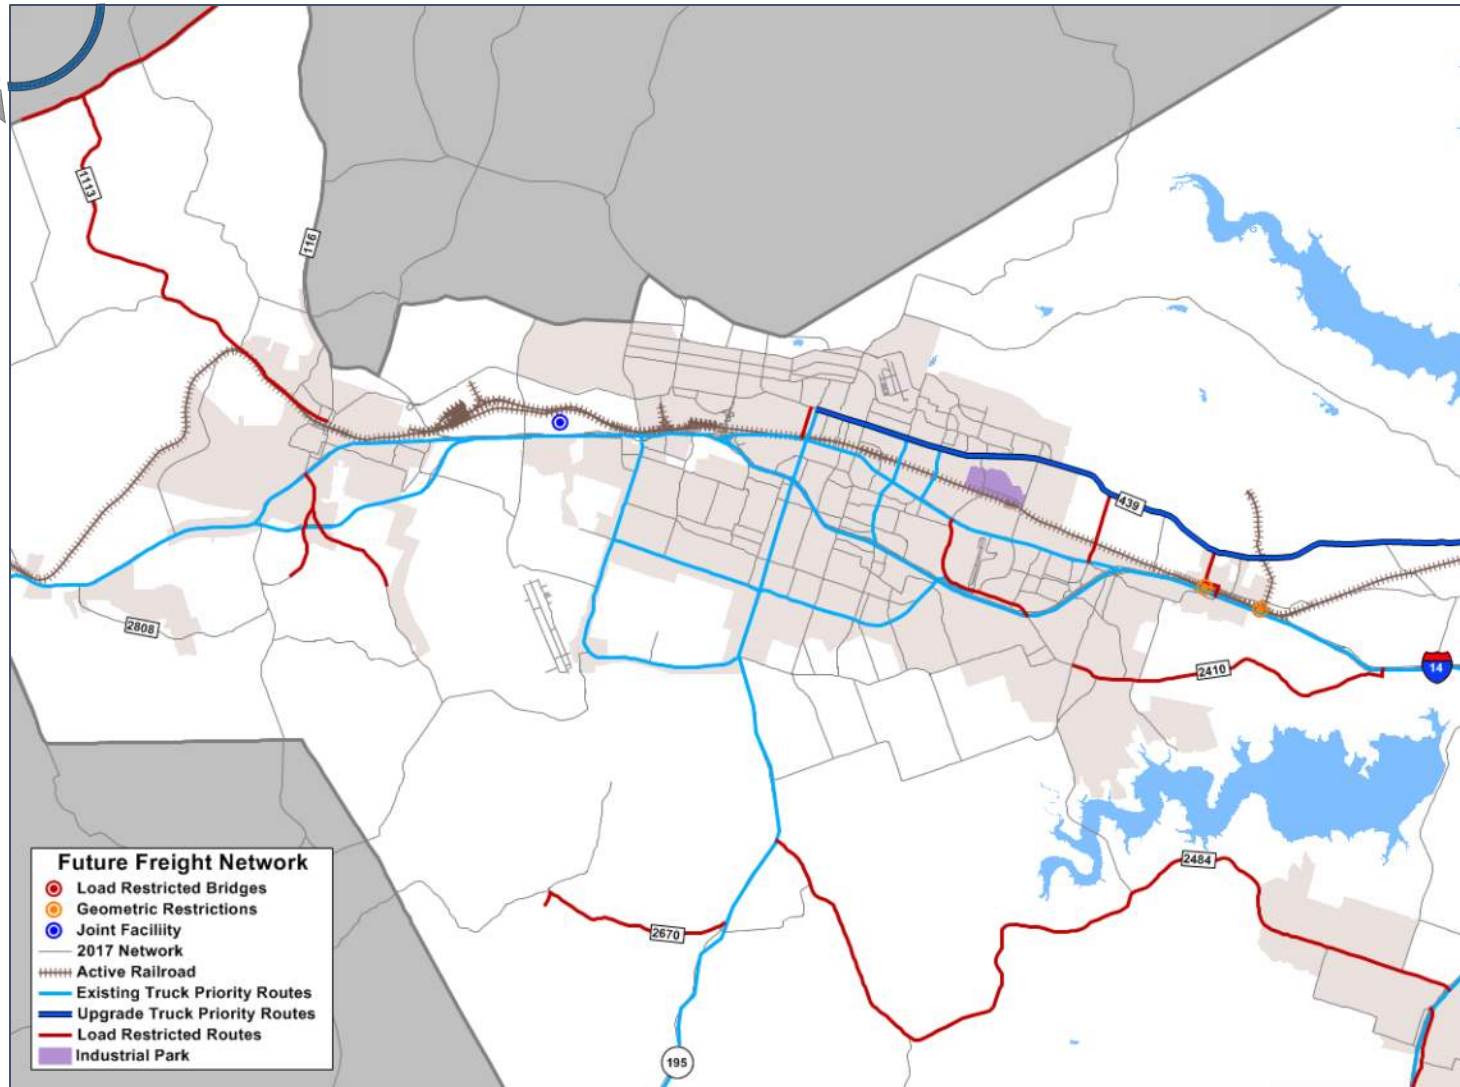 1113
116
439
2808
2410
14
2484
2670
195
Future Freight Network
Load Restricted Bridges
Geometric Restrictions
Joint Faciliity
2017 Network
Active Railroad
Existing Truck Priority Routes
Upgrade Truck Priority Routes
Load Restricted Routes
Industrial Park